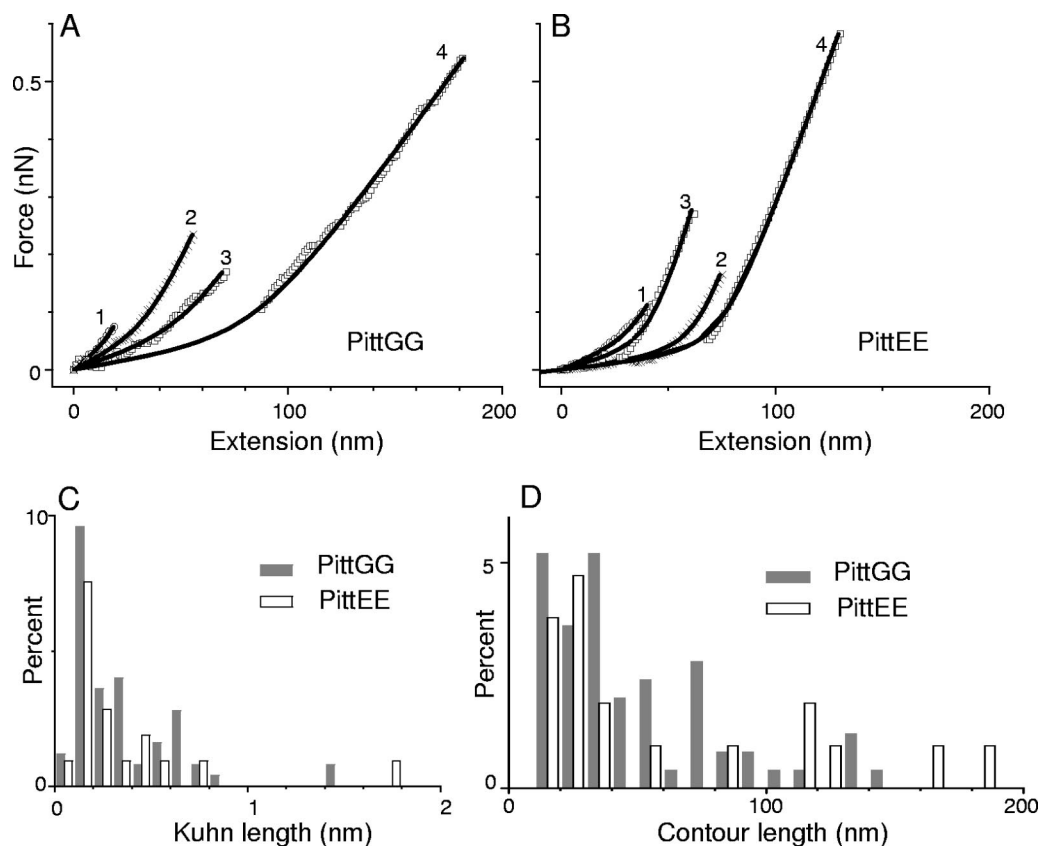 A
B
4
4
0.5
Force (nN)
2
3
3
2
1
1
PittGG
PittEE
0
0
100
200
0
100
200
Extension (nm)
Extension (nm)
C
D
10
PittGG
PittEE
5
PittGG
PittEE
Percent
Percent
0
0
0
1
2
0
100
200
Kuhn length (nm)
Contour length (nm)